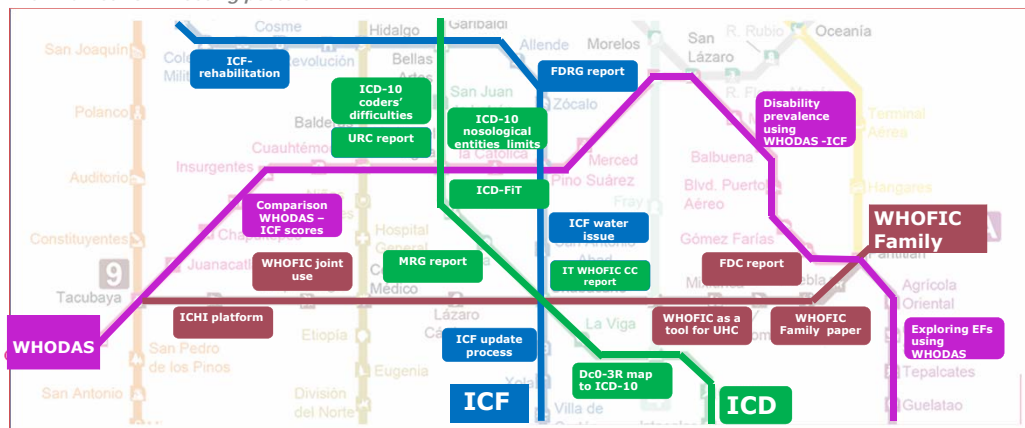 Cosme
Hidalgo
Garibaldi
R. Rubio
Oceanía
San Joaquín
Revolución
Allende
Morelos
San
Lázaro
ICF-
rehabilitation
Bellas
FDRG report
ICD-10
coders'
difficulties
San Juan
Zócalo
Disability
prevalence
using
WHODAS -ICF
Polanco
ICD-10
nosological
entities limits
Terminal
Aérea
URC report
Cuauhtémoc
la Católica
Merced
Balbuena
Insurgentes
Pino Suárez
Auditorio
ICD-FiT
Fray
Blvd. Puerto
Aéreo
Hangares
Comparison
WHODAS –
ICF scores
ICF water
issue
WHOFIC
Family
Constituyentes
Hospital
General
Gómez Farías
9
Juanacatlán
WHOFIC joint
use
MRG report
IT WHOFIC CC
report
FDC report
A
Tacubaya
Médico
Agrícola
Oriental
ICHI platform
Lázaro
WHOFIC as a
tool for UHC
WHOFIC
Family paper
La Viga
WHODAS
Etiopía
ICF update
process
Exploring EFs
using
WHODAS
San Pedro
de los Pinos
Eugenia
Dc0-3R map
to ICD-10
Tepalcates
San Antonio
División
del Norte
ICF
Villa de
ICD
Guelatao